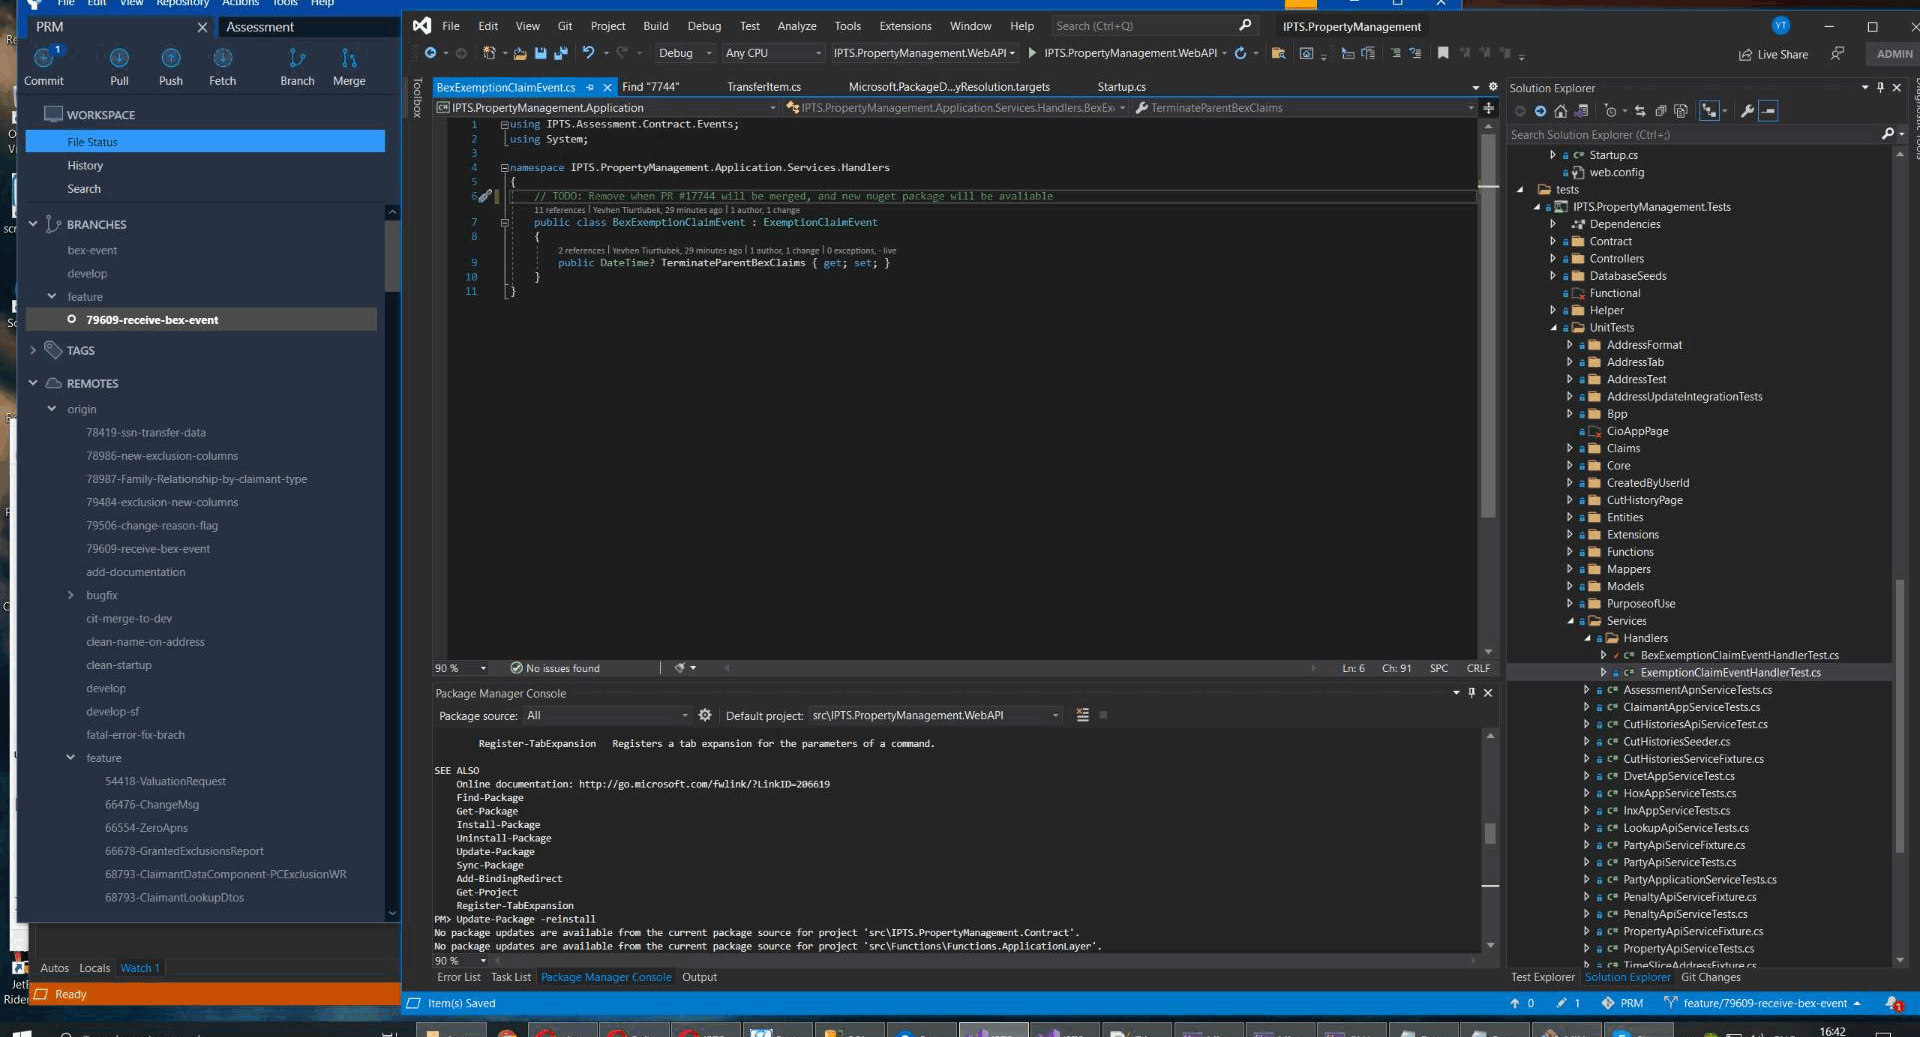 File Edit View Repository Actions Tools Help
PRM
Assessment
1
Commit Pull Push Fetch Branch Merge
WORKSPACE
File Status
History
Search
BRANCHES
bex-event
develop
feature
79609-receive-bex-event
TAGS
REMOTES
origin
78419-ssn-transfer-data
78986-new-exclusion-columns
78987-Family-Relationship-by-claimant-type
79484-exclusion-new-columns
79506-change-reason-flag
79609-receive-bex-event
add-documentation
bugfix
cit-merge-to-dev
clean-name-on-address
clean-startup
develop
develop-sf
fatal-error-fix-brach
feature
54418-ValuationRequest
66476-ChangeMsg
66554-ZeroApns
66678-GrantedExclusionsReport
68793-ClaimantDataComponent-PCExclusionWR
68793-ClaimantLookupDtos
Autos Locals Watch 1
Ready
File Edit View Git Project Build Debug Test Analyze Tools Extensions Window Help Search (Ctrl+Q) IPTS.PropertyManagement
YT
Debug Any CPU IPTS.PropertyManagement.WebAPI IPTS.PropertyManagement.WebAPI Live Share ADMIN
Toolbox
BexExemptionClaimEvent.cs Find "7744" TransferItem.cs Microsoft.PackageD...yResolution.targets Startup.cs
IPTS.PropertyManagement.Application IPTS.PropertyManagement.Application.Services.Handlers.BexEx TerminateParentBexClaims
1 using IPTS.Assessment.Contract.Events;
2 using System;
3
4 namespace IPTS.PropertyManagement.Application.Services.Handlers
5 {
6 // TODO: Remove when PR #17744 will be merged, and new nuget package will be avaliable
11 references | Yevhen Tiurtiubek, 29 minutes ago | 1 author, 1 change
7 public class BexExemptionClaimEvent : ExemptionClaimEvent
8 {
2 references | Yevhen Tiurtiubek, 29 minutes ago | 1 author, 1 change | 0 exceptions, - live
9 public DateTime? TerminateParentBexClaims { get; set; }
10 }
11 }
90 % No issues found Ln: 6 Ch: 91 SPC CRLF
Package Manager Console
Package source: All Default project: src\IPTS.PropertyManagement.WebAPI
Register-TabExpansion Registers a tab expansion for the parameters of a command.
SEE ALSO
Online documentation: http://go.microsoft.com/fwlink/?LinkID=206619
Find-Package
Get-Package
Install-Package
Uninstall-Package
Update-Package
Sync-Package
Add-BindingRedirect
Get-Project
Register-TabExpansion
PM> Update-Package -reinstall
No package updates are available from the current package source for project 'src\IPTS.PropertyManagement.Contract'.
No package updates are available from the current package source for project 'src\Functions\Functions.ApplicationLayer'.
90 %
Error List Task List Package Manager Console Output
Item(s) Saved
Solution Explorer
Search Solution Explorer (Ctrl+;)
Startup.cs
web.config
tests
IPTS.PropertyManagement.Tests
Dependencies
Contract
Controllers
DatabaseSeeds
Functional
Helper
UnitTests
AddressFormat
AddressTab
AddressTest
AddressUpdateIntegrationTests
Bpp
CioAppPage
Claims
Core
CreatedByUserId
CutHistoryPage
Entities
Extensions
Functions
Mappers
Models
PurposeofUse
Services
Handlers
BexExemptionClaimEventHandlerTest.cs
ExemptionClaimEventHandlerTest.cs
AssessmentApnServiceTests.cs
ClaimantAppServiceTests.cs
CutHistoriesApiServiceTest.cs
CutHistoriesSeeder.cs
CutHistoriesServiceFixture.cs
DvetAppServiceTest.cs
HoxAppServiceTests.cs
InxAppServiceTests.cs
LookupApiServiceTests.cs
PartyApiServiceFixture.cs
PartyApiServiceTests.cs
PartyApplicationServiceTests.cs
PenaltyApiServiceFixture.cs
PenaltyApiServiceTests.cs
PropertyApiServiceFixture.cs
PropertyApiServiceTests.cs
TimeSliceAddressFixture.cs
Test Explorer Solution Explorer Git Changes
0 1 PRM feature/79609-receive-bex-event 1
16:42